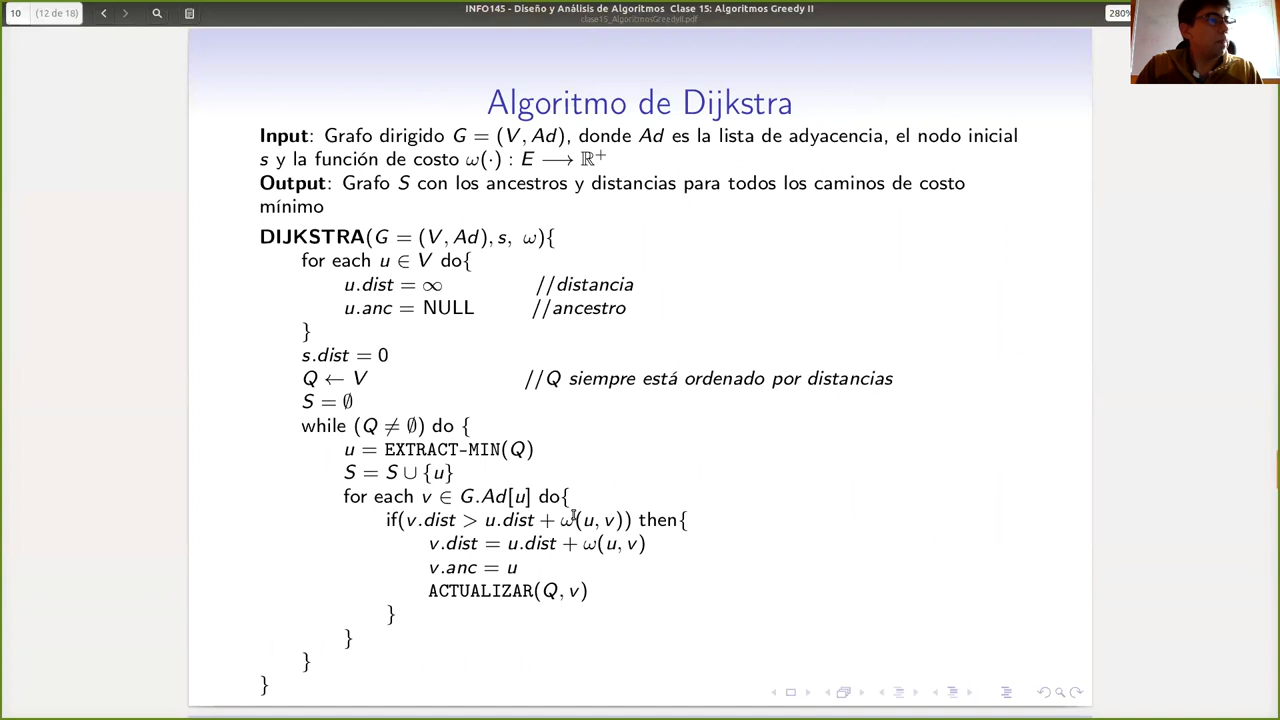 10 (12 de 18)
INFO145 - Diseño y Análisis de Algoritmos Clase 15: Algoritmos Greedy II
clase15_AlgoritmosGreedyII.pdf
280%
Algoritmo de Dijkstra
Input: Grafo dirigido G = (V, Ad), donde Ad es la lista de adyacencia, el nodo inicial
s y la función de costo ω(·) : E ⟶ ℝ⁺
Output: Grafo S con los ancestros y distancias para todos los caminos de costo
mínimo
DIJKSTRA(G = (V, Ad), s, ω){
for each u ∈ V do{
u.dist = ∞ //distancia
u.anc = NULL //ancestro
}
s.dist = 0
Q ← V //Q siempre está ordenado por distancias
S = ∅
while (Q ≠ ∅) do {
u = EXTRACT-MIN(Q)
S = S ∪ {u}
for each v ∈ G.Ad[u] do{
if(v.dist > u.dist + ω(u, v)) then{
v.dist = u.dist + ω(u, v)
v.anc = u
ACTUALIZAR(Q, v)
}
}
}
}